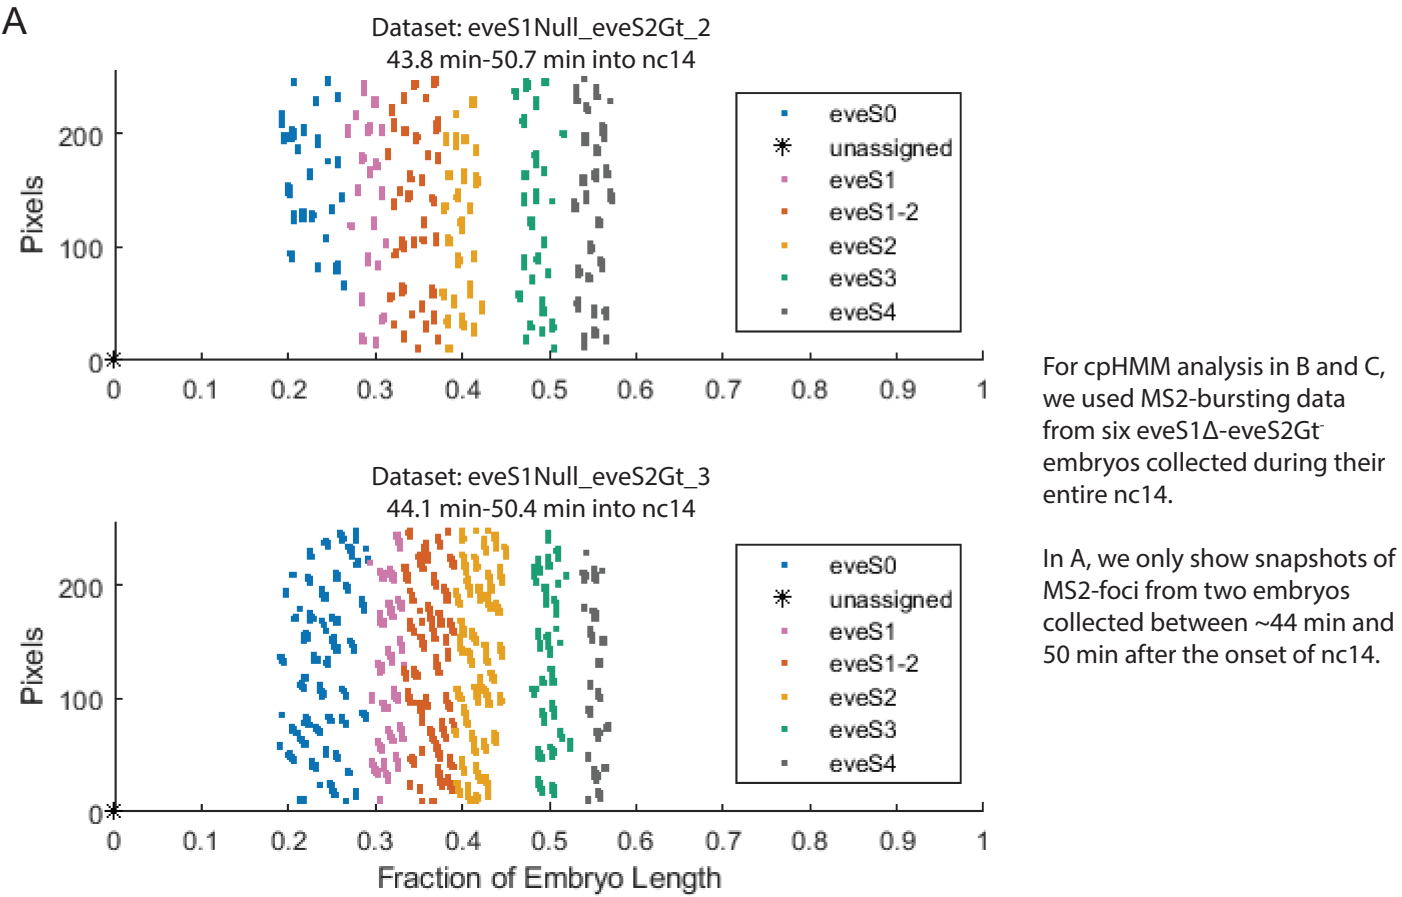 A
Dataset: eveS1Null_eveS2Gt_2
43.8 min-50.7 min into nc14
eveS0
unassigned
eveS1
eveS1-2
eveS2
eveS3
eveS4
Pixels
200
100
0
0 0.1 0.2 0.3 0.4 0.5 0.6 0.7 0.8 0.9 1
For cpHMM analysis in B and C,
we used MS2-bursting data
from six eveS1Δ-eveS2Gt⁻
embryos collected during their
entire nc14.
In A, we only show snapshots of
MS2-foci from two embryos
collected between ~44 min and
50 min after the onset of nc14.
Dataset: eveS1Null_eveS2Gt_3
44.1 min-50.4 min into nc14
eveS0
unassigned
eveS1
eveS1-2
eveS2
eveS3
eveS4
Pixels
200
100
0
0 0.1 0.2 0.3 0.4 0.5 0.6 0.7 0.8 0.9 1
Fraction of Embryo Length